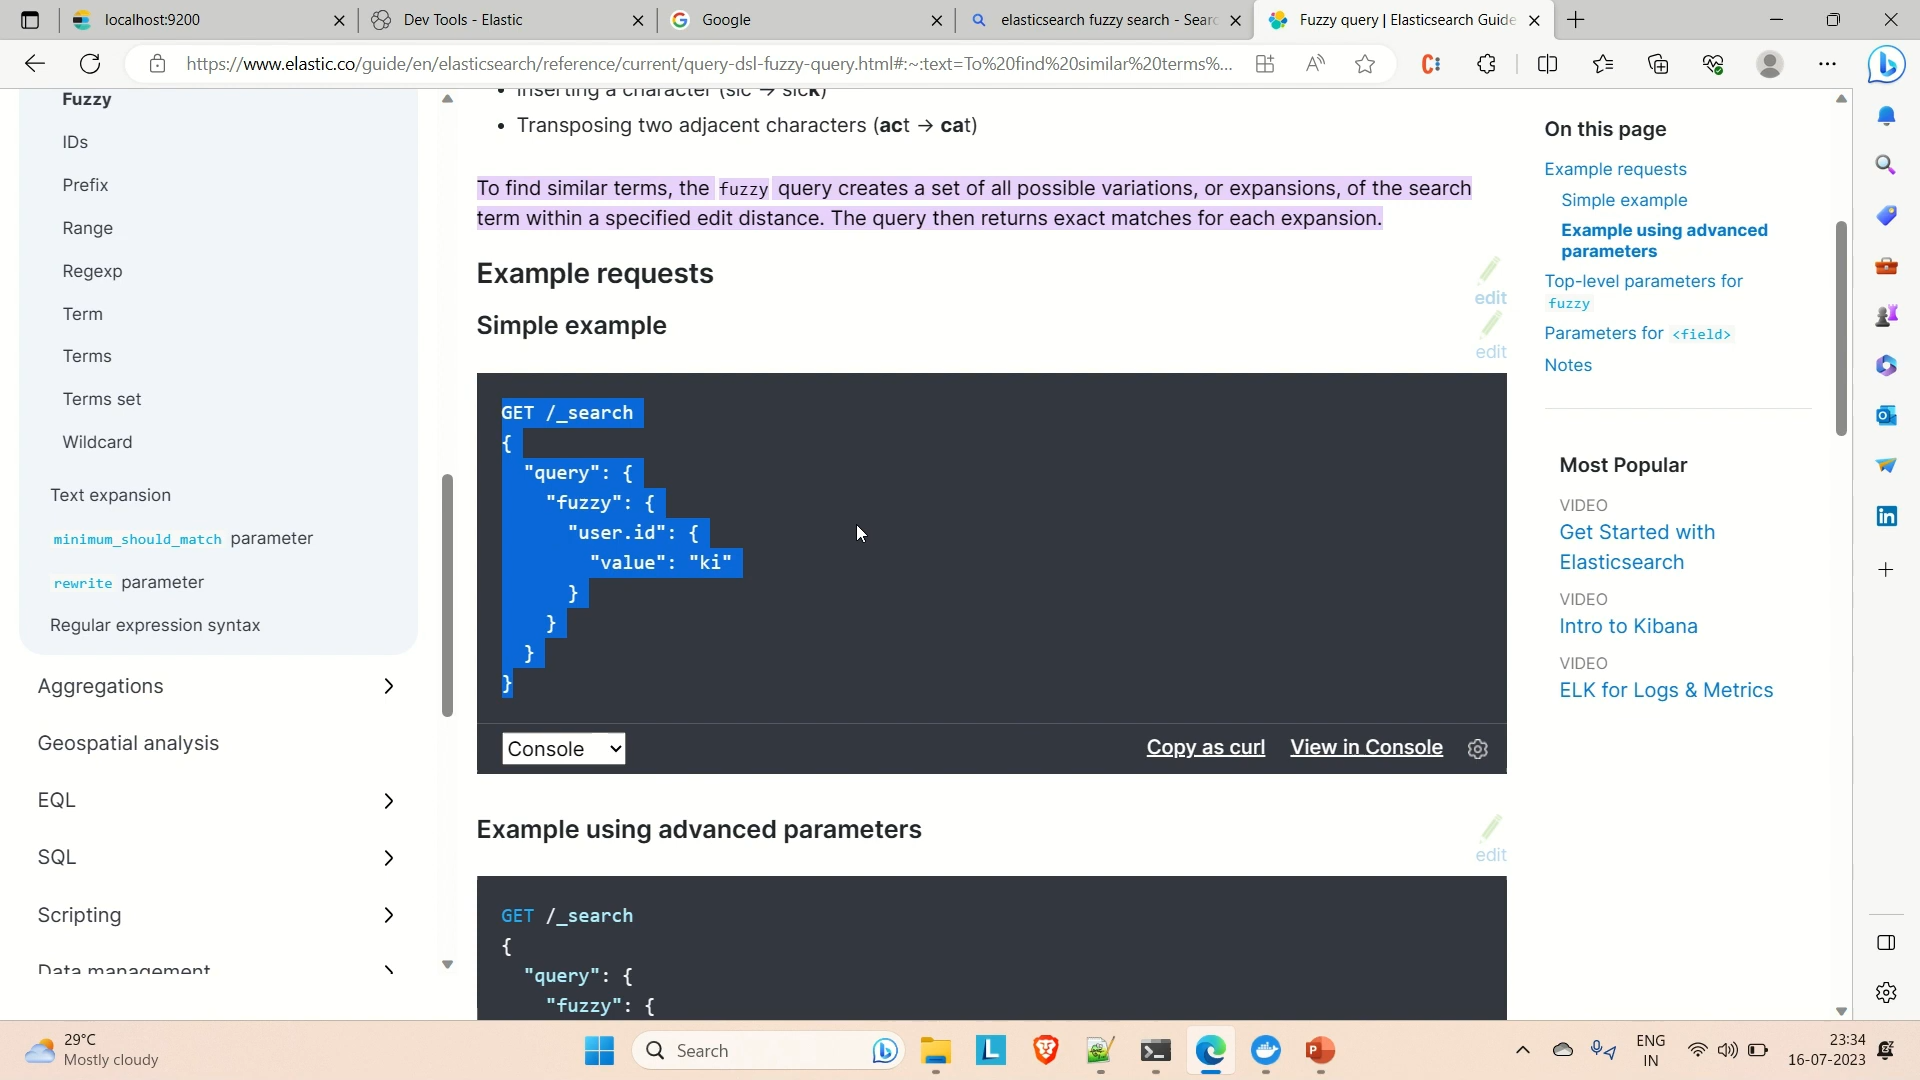 localhost:9200
Dev Tools - Elastic
Google
elasticsearch fuzzy search - Searc
Fuzzy query | Elasticsearch Guide
https://www.elastic.co/guide/en/elasticsearch/reference/current/query-dsl-fuzzy-query.html#:~:text=To%20find%20similar%20terms%...
Fuzzy
IDs
Prefix
Range
Regexp
Term
Terms
Terms set
Wildcard
Text expansion
minimum_should_match parameter
rewrite parameter
Regular expression syntax
Aggregations
Geospatial analysis
EQL
SQL
Scripting
Data management
• Inserting a character (sic → sick)
• Transposing two adjacent characters (act → cat)
To find similar terms, the fuzzy query creates a set of all possible variations, or expansions, of the search
term within a specified edit distance. The query then returns exact matches for each expansion.
Example requests
edit
Simple example
edit
GET /_search
{
"query": {
"fuzzy": {
"user.id": {
"value": "ki"
}
}
}
}
Console
Copy as curl
View in Console
Example using advanced parameters
edit
GET /_search
{
"query": {
"fuzzy": {
On this page
Example requests
Simple example
Example using advanced
parameters
Top-level parameters for
fuzzy
Parameters for <field>
Notes
Most Popular
VIDEO
Get Started with
Elasticsearch
VIDEO
Intro to Kibana
VIDEO
ELK for Logs & Metrics
29°C
Mostly cloudy
Search
ENG
IN
23:34
16-07-2023